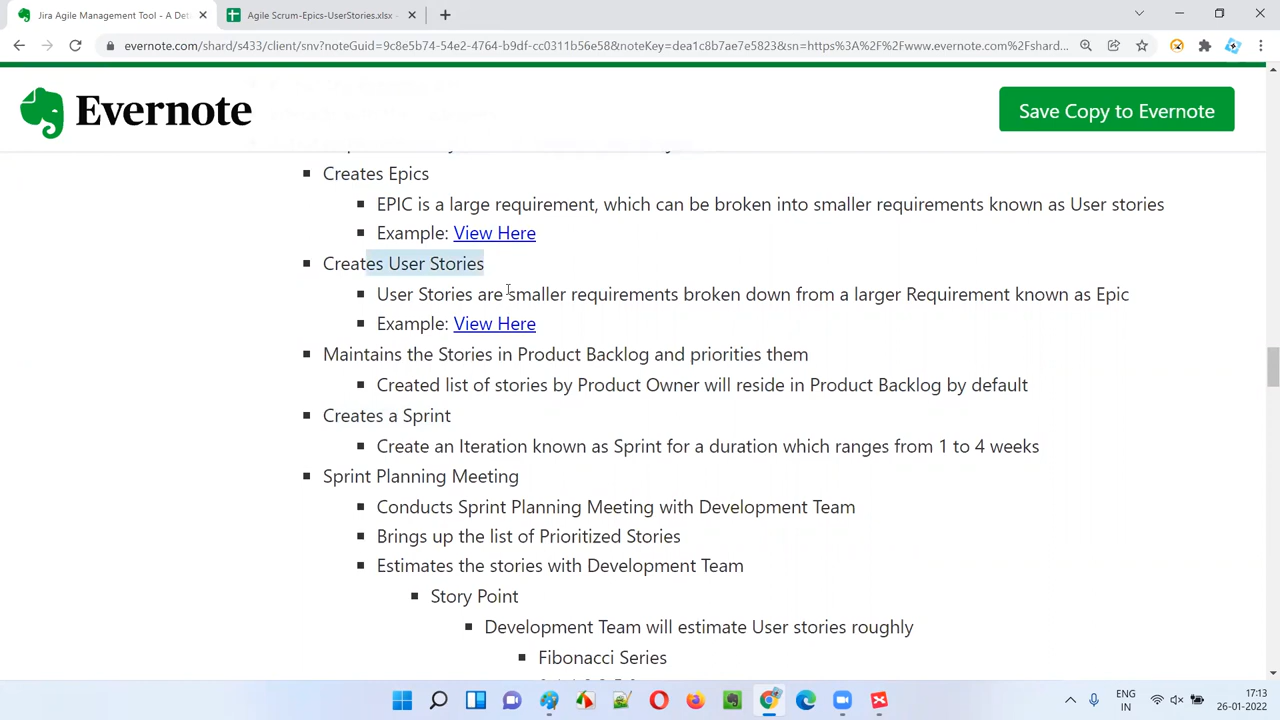 Jira Agile Management Tool - A Det
Agile Scrum-Epics-UserStories.xlsx
evernote.com/shard/s433/client/snv?noteGuid=9c8e5b74-54e2-4764-b9df-cc0311b56e58&noteKey=dea1c8b7ae7e5823&sn=https%3A%2F%2Fwww.evernote.com%2Fshard...
Evernote
Save Copy to Evernote
Creates Epics
EPIC is a large requirement, which can be broken into smaller requirements known as User stories
Example: View Here
Creates User Stories
User Stories are smaller requirements broken down from a larger Requirement known as Epic
Example: View Here
Maintains the Stories in Product Backlog and priorities them
Created list of stories by Product Owner will reside in Product Backlog by default
Creates a Sprint
Create an Iteration known as Sprint for a duration which ranges from 1 to 4 weeks
Sprint Planning Meeting
Conducts Sprint Planning Meeting with Development Team
Brings up the list of Prioritized Stories
Estimates the stories with Development Team
Story Point
Development Team will estimate User stories roughly
Fibonacci Series
ENG
IN
17:13
26-01-2022